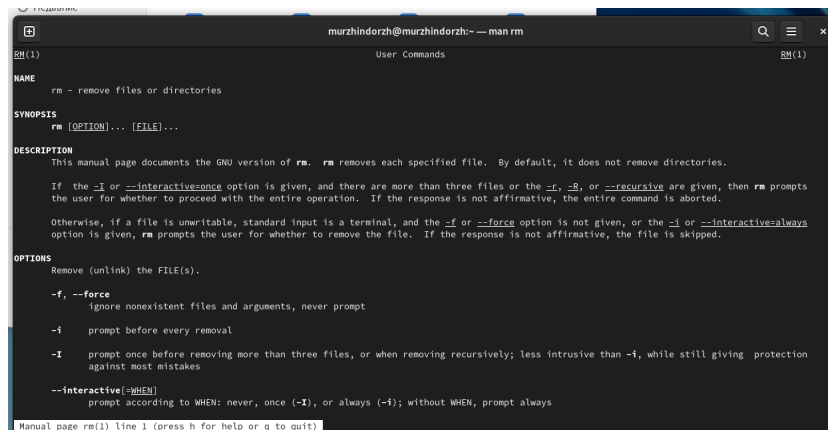 Недавние
murzhindorzh@murzhindorzh:~ — man rm
RM(1) User Commands RM(1)
NAME
rm - remove files or directories
SYNOPSIS
rm [OPTION]... [FILE]...
DESCRIPTION
This manual page documents the GNU version of rm. rm removes each specified file. By default, it does not remove directories.
If the -I or --interactive=once option is given, and there are more than three files or the -r, -R, or --recursive are given, then rm prompts
the user for whether to proceed with the entire operation. If the response is not affirmative, the entire command is aborted.
Otherwise, if a file is unwritable, standard input is a terminal, and the -f or --force option is not given, or the -i or --interactive=always
option is given, rm prompts the user for whether to remove the file. If the response is not affirmative, the file is skipped.
OPTIONS
Remove (unlink) the FILE(s).
-f, --force
ignore nonexistent files and arguments, never prompt
-i prompt before every removal
-I prompt once before removing more than three files, or when removing recursively; less intrusive than -i, while still giving protection
against most mistakes
--interactive[=WHEN]
prompt according to WHEN: never, once (-I), or always (-i); without WHEN, prompt always
Manual page rm(1) line 1 (press h for help or q to quit)